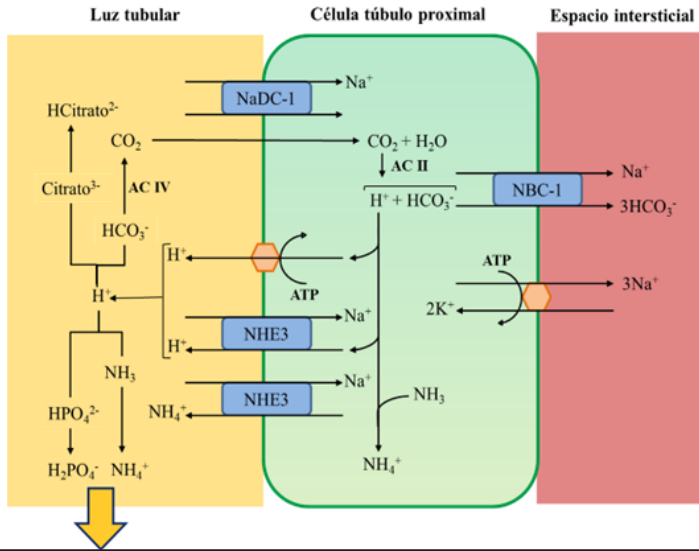 Luz tubular
Célula túbulo proximal
Espacio intersticial
Na⁺
NaDC-1
HCitrato²⁻
CO₂
CO₂ + H₂O
AC II
Citrato³⁻
AC IV
HCO₃⁻
H⁺ + HCO₃⁻
NBC-1
Na⁺
3HCO₃⁻
H⁺
ATP
H⁺
ATP
3Na⁺
2K⁺
Na⁺
NHE3
H⁺
NH₃
Na⁺
NHE3
NH₄⁺
NH₃
HPO₄²⁻
H₂PO₄⁻
NH₄⁺
NH₄⁺